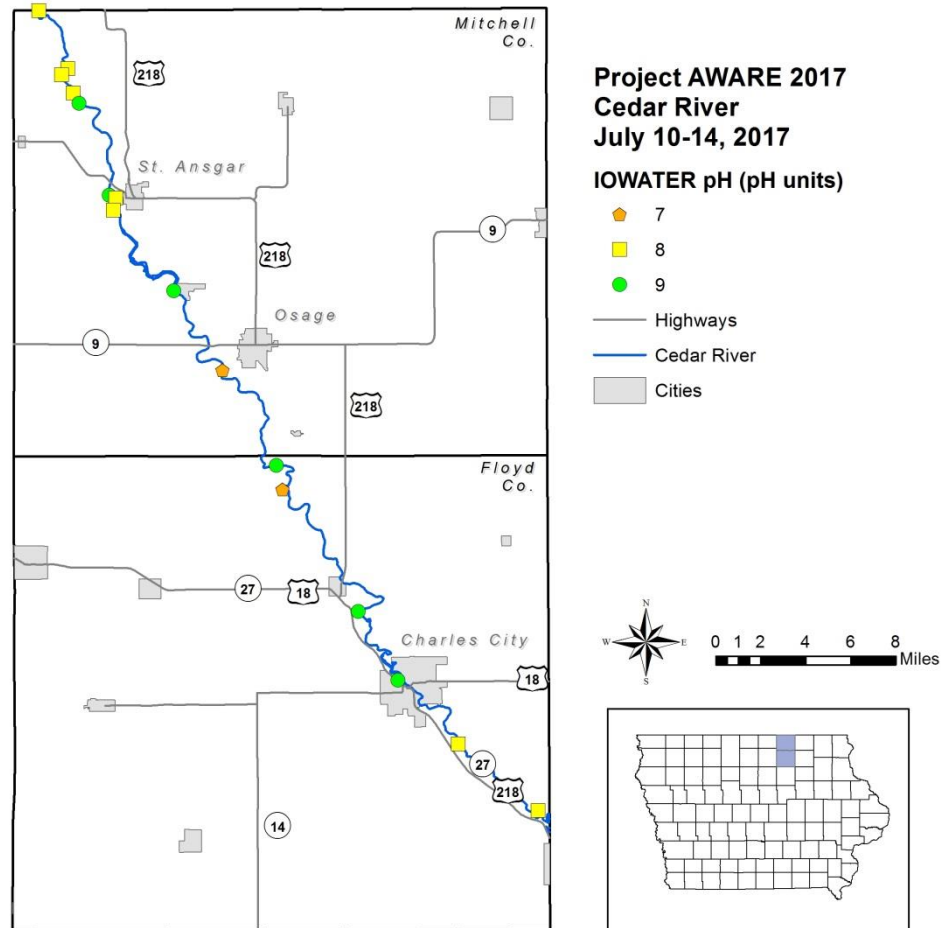 Mitchell
Co.
218
St. Ansgar
9
218
Osage
9
218
Floyd
Co.
27
18
Charles City
18
27
218
14
Project AWARE 2017
Cedar River
July 10-14, 2017
IOWATER pH (pH units)
7
8
9
Highways
Cedar River
Cities
N
W
E
S
0 1 2 4 6 8
Miles